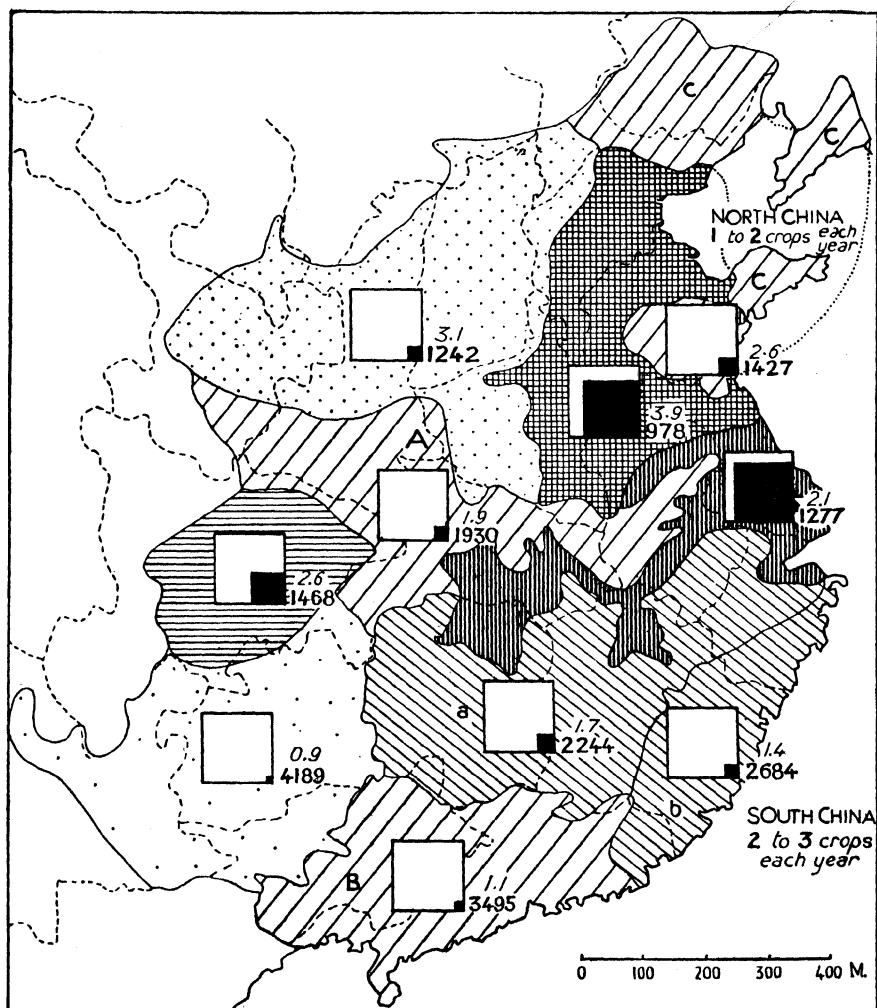 C
C
NORTH CHINA
1 to 2 crops each
year
C
3.1
1242
2.6
1427
3.9
978
A
2.1
1277
1.9
1930
2.6
1468
a
1.7
2244
1.4
2684
0.9
4189
b
SOUTH CHINA
2 to 3 crops
each year
B
1.1
3495
0 100 200 300 400 M.